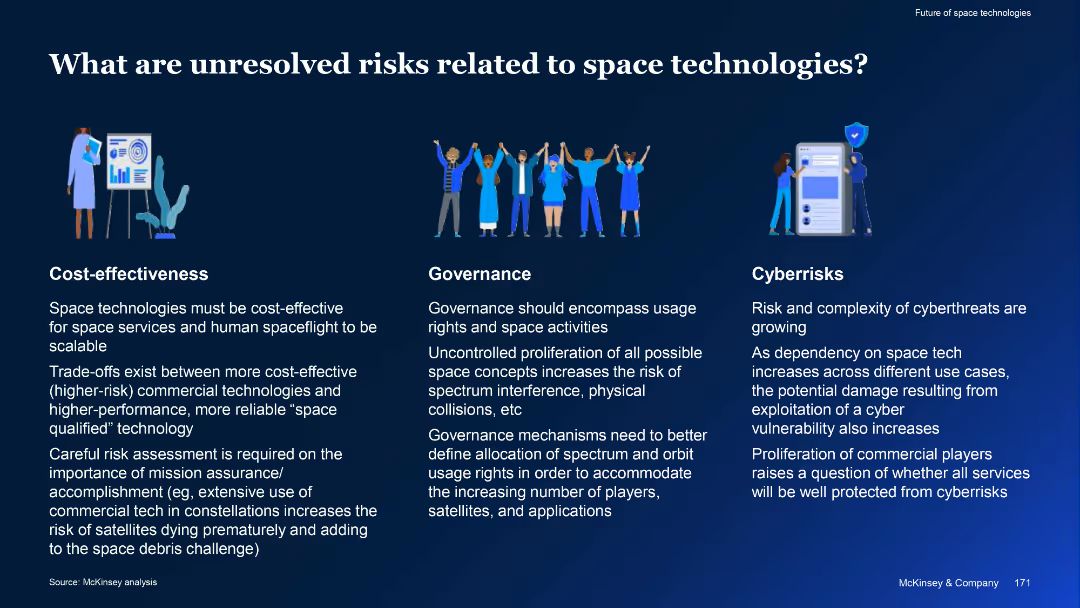 Future of space technologies
What are unresolved risks related to space technologies?
Cost-effectiveness
Space technologies must be cost-effective
for space services and human spaceflight to be
scalable
Trade-offs exist between more cost-effective
(higher-risk) commercial technologies and
higher-performance, more reliable “space
qualified” technology
Careful risk assessment is required on the
importance of mission assurance/
accomplishment (eg, extensive use of
commercial tech in constellations increases the
risk of satellites dying prematurely and adding
to the space debris challenge)
Governance
Governance should encompass usage
rights and space activities
Uncontrolled proliferation of all possible
space concepts increases the risk of
spectrum interference, physical
collisions, etc
Governance mechanisms need to better
define allocation of spectrum and orbit
usage rights in order to accommodate
the increasing number of players,
satellites, and applications
Cyberrisks
Risk and complexity of cyberthreats are
growing
As dependency on space tech
increases across different use cases,
the potential damage resulting from
exploitation of a cyber
vulnerability also increases
Proliferation of commercial players
raises a question of whether all services
will be well protected from cyberrisks
Source: McKinsey analysis
McKinsey & Company 171